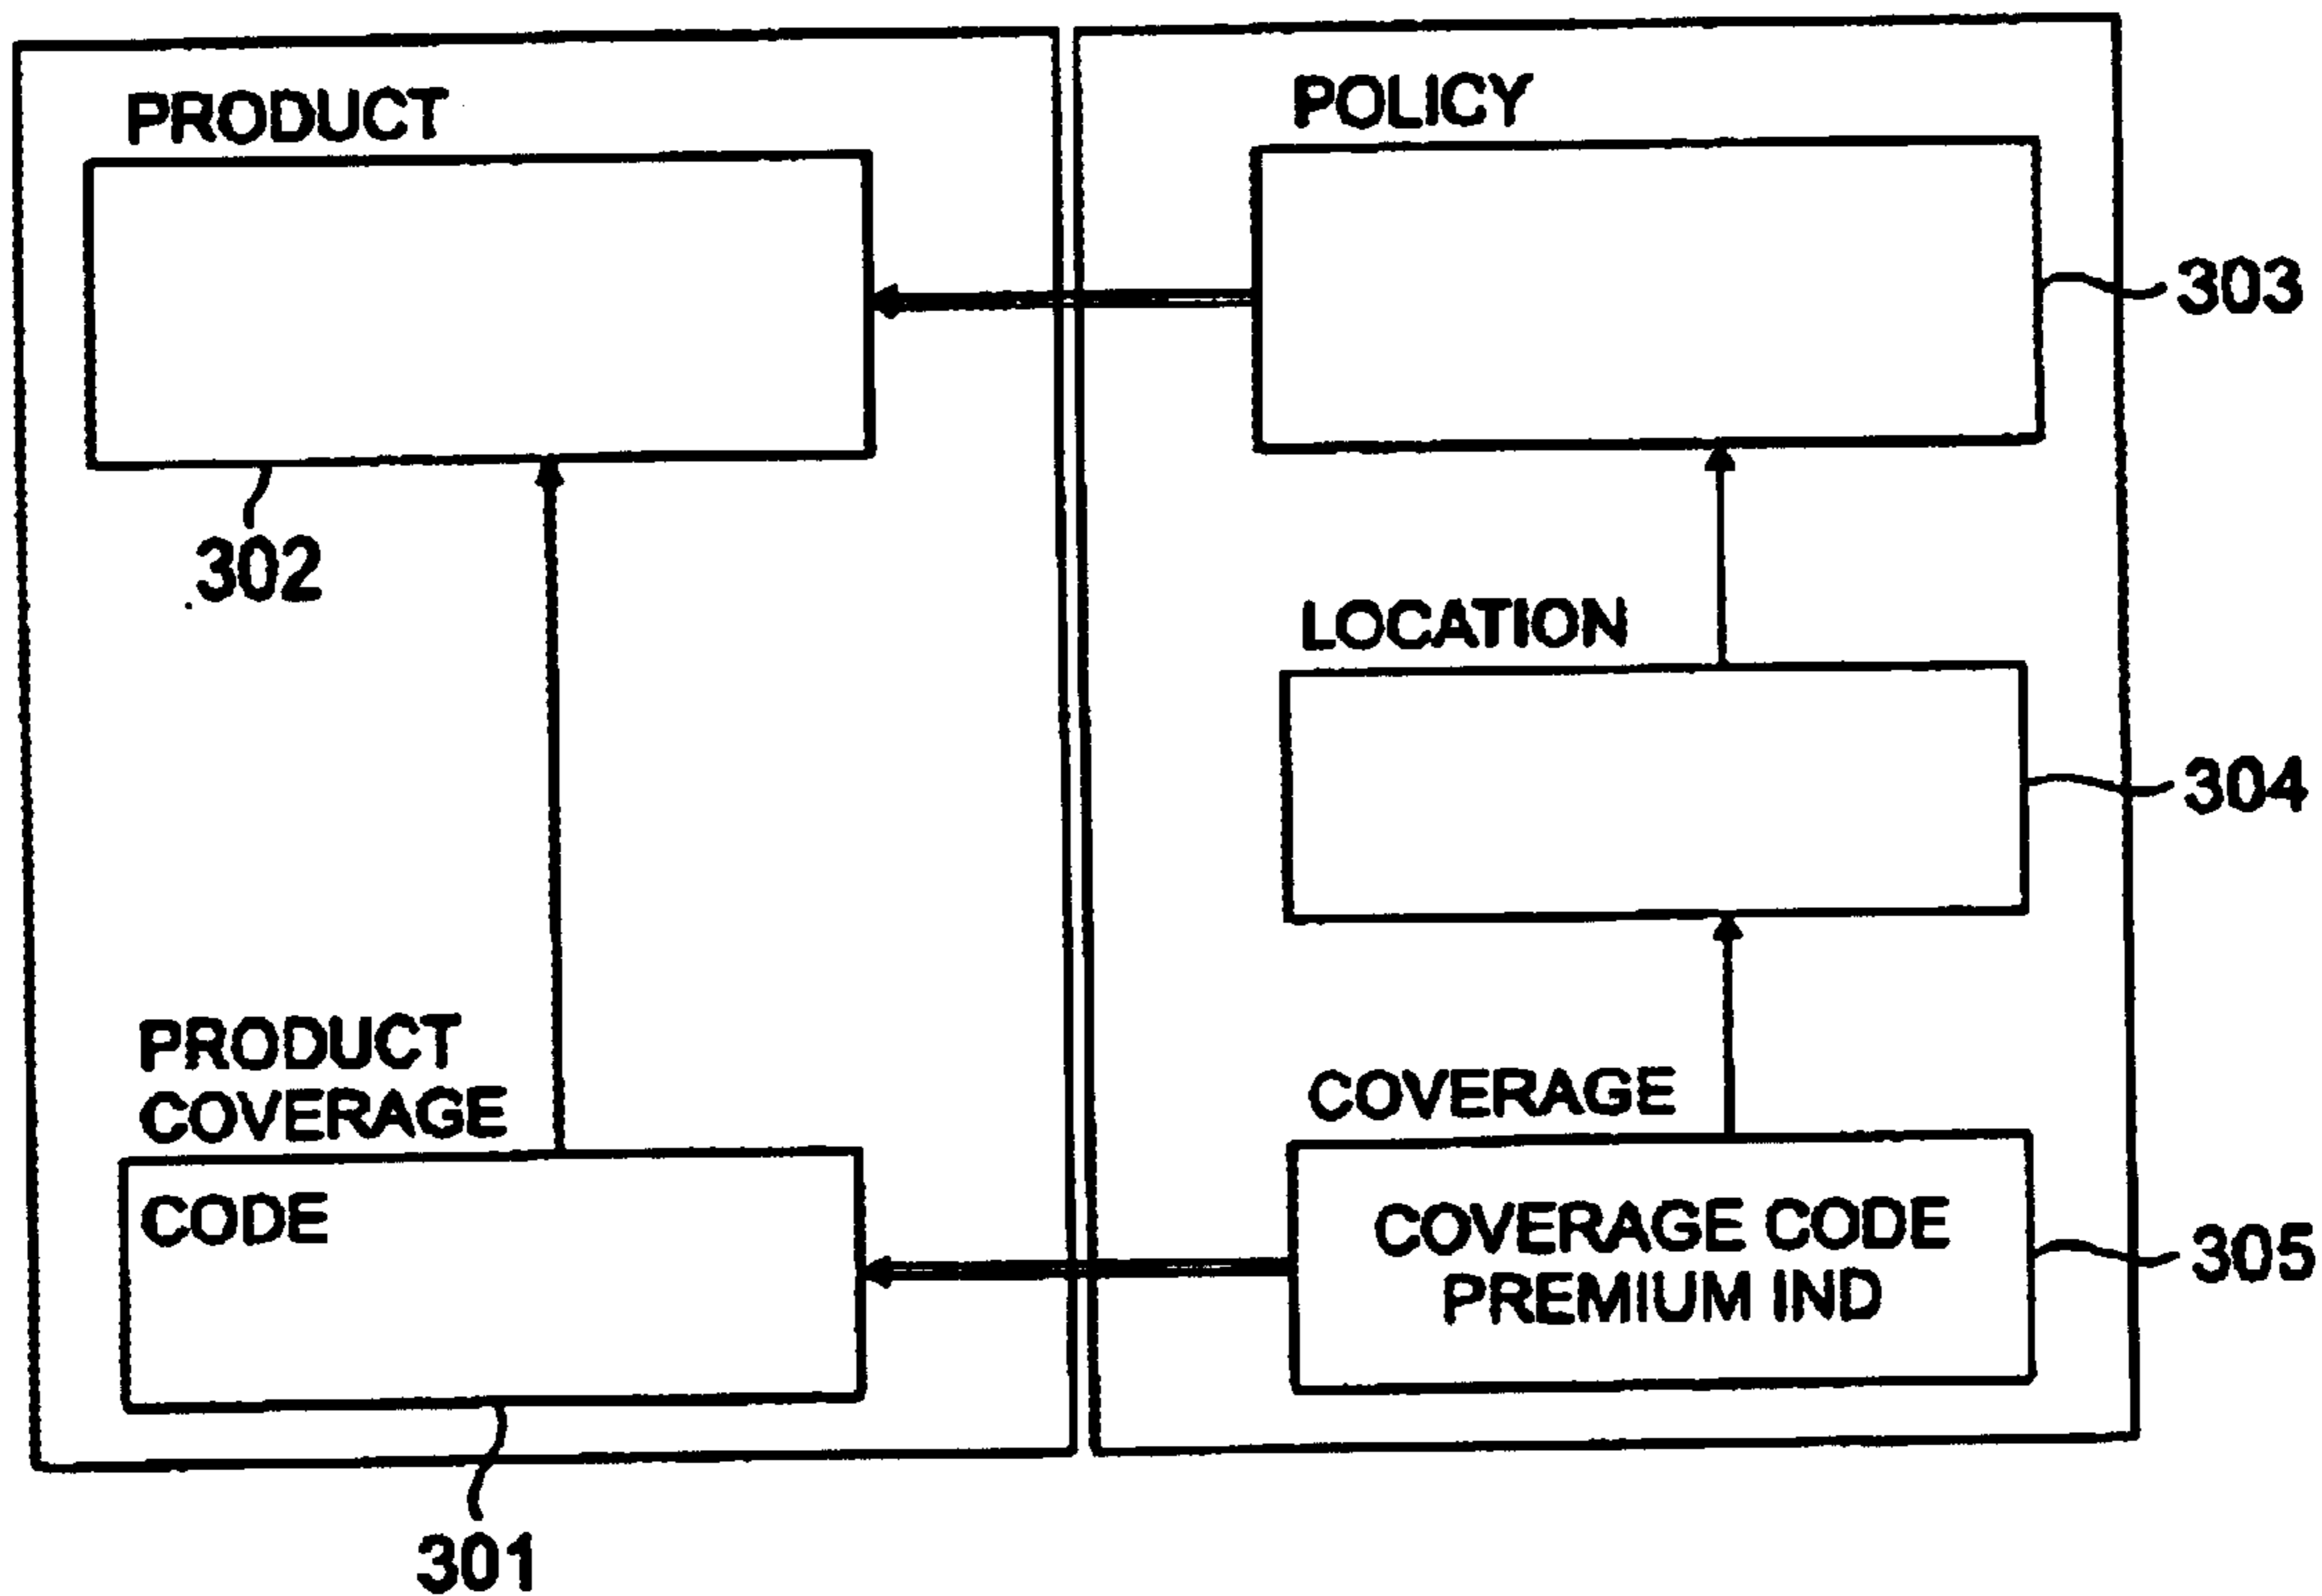 PRODUCT
302
PRODUCT
COVERAGE
CODE
301
POLICY
303
LOCATION
304
COVERAGE
COVERAGE CODE
PREMIUM IND
305